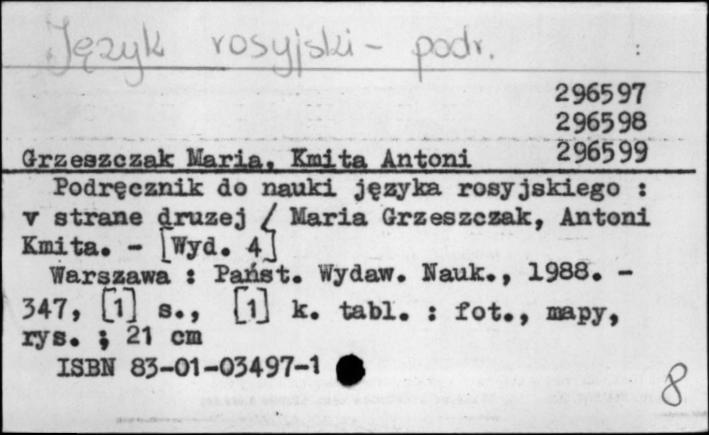 Język rosyjski - podr.
296597
296598
296599
Grzeszczak Maria, Kmita Antoni
Podręcznik do nauki języka rosyjskiego :
v strane druzej / Maria Grzeszczak, Antoni
Kmita. - [Wyd. 4]
Warszawa : Państ. Wydaw. Nauk., 1988. -
347, [1] s., [1] k. tabl. : fot., mapy,
rys. ; 21 cm
ISBN 83-01-03497-1
8